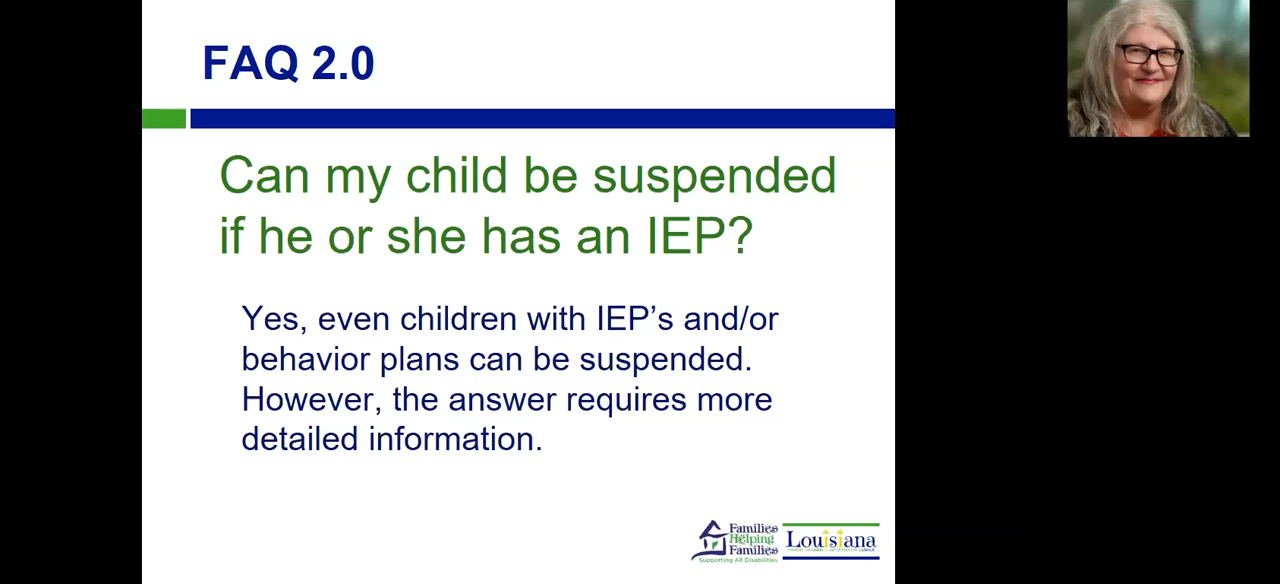 FAQ 2.0
Can my child be suspended
if he or she has an IEP?
Yes, even children with IEP’s and/or
behavior plans can be suspended.
However, the answer requires more
detailed information.
Families
Helping
Families
Supporting All Disabilities
Louisiana